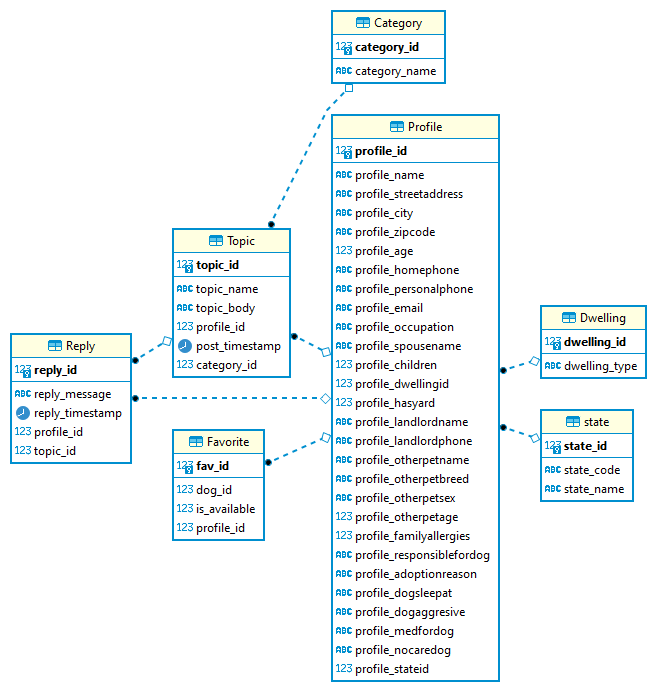 Category
123 category_id
ABC category_name
Profile
123 profile_id
ABC profile_name
ABC profile_streetaddress
ABC profile_city
ABC profile_zipcode
123 profile_age
ABC profile_homephone
ABC profile_personalphone
ABC profile_email
ABC profile_occupation
ABC profile_spousename
123 profile_children
123 profile_dwellingid
123 profile_hasyard
ABC profile_landlordname
ABC profile_landlordphone
ABC profile_otherpetname
ABC profile_otherpetbreed
ABC profile_otherpetsex
123 profile_otherpetage
123 profile_familyallergies
ABC profile_responsiblefordog
ABC profile_adoptionreason
ABC profile_dogsleepat
ABC profile_dogaggresive
ABC profile_medfordog
ABC profile_nocaredog
123 profile_stateid
Topic
123 topic_id
ABC topic_name
ABC topic_body
123 profile_id
post_timestamp
123 category_id
Reply
123 reply_id
ABC reply_message
reply_timestamp
123 profile_id
123 topic_id
Favorite
123 fav_id
123 dog_id
123 is_available
123 profile_id
Dwelling
123 dwelling_id
ABC dwelling_type
state
123 state_id
ABC state_code
ABC state_name